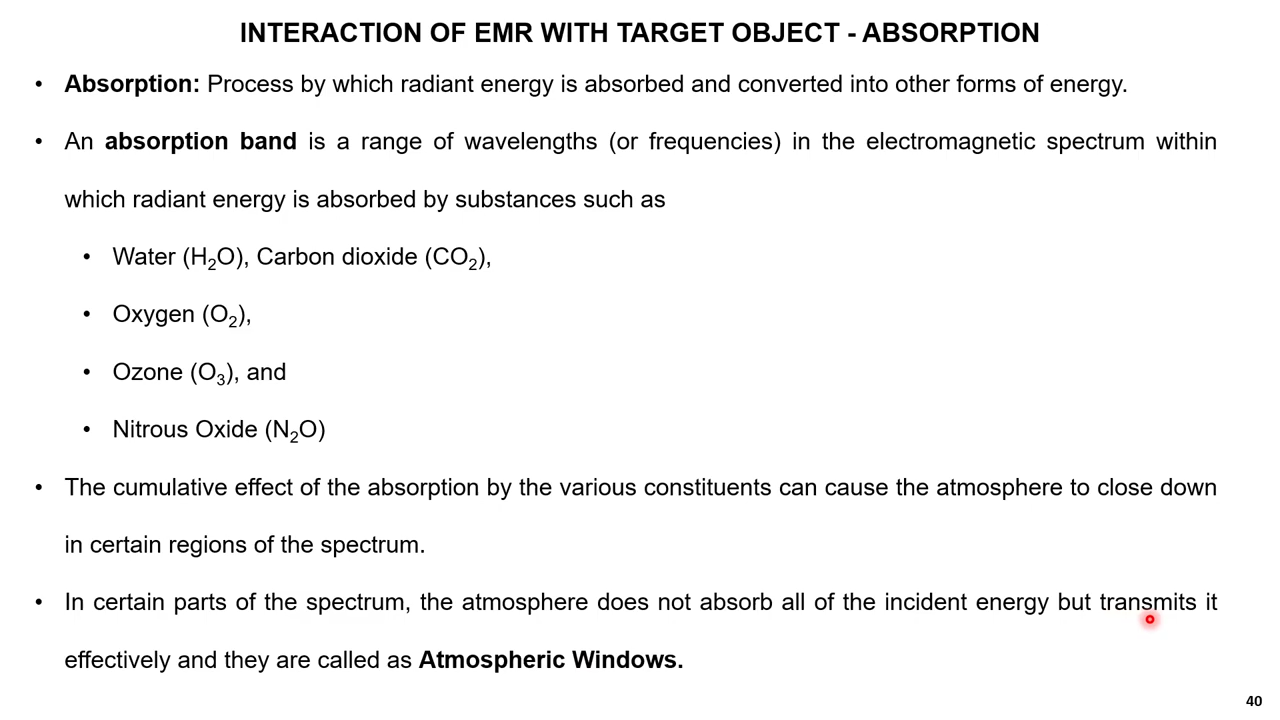 INTERACTION OF EMR WITH TARGET OBJECT - ABSORPTION
• Absorption: Process by which radiant energy is absorbed and converted into other forms of energy.
• An absorption band is a range of wavelengths (or frequencies) in the electromagnetic spectrum within
which radiant energy is absorbed by substances such as
• Water (H₂O), Carbon dioxide (CO₂),
• Oxygen (O₂),
• Ozone (O₃), and
• Nitrous Oxide (N₂O)
• The cumulative effect of the absorption by the various constituents can cause the atmosphere to close down
in certain regions of the spectrum.
• In certain parts of the spectrum, the atmosphere does not absorb all of the incident energy but transmits it
effectively and they are called as Atmospheric Windows.
40